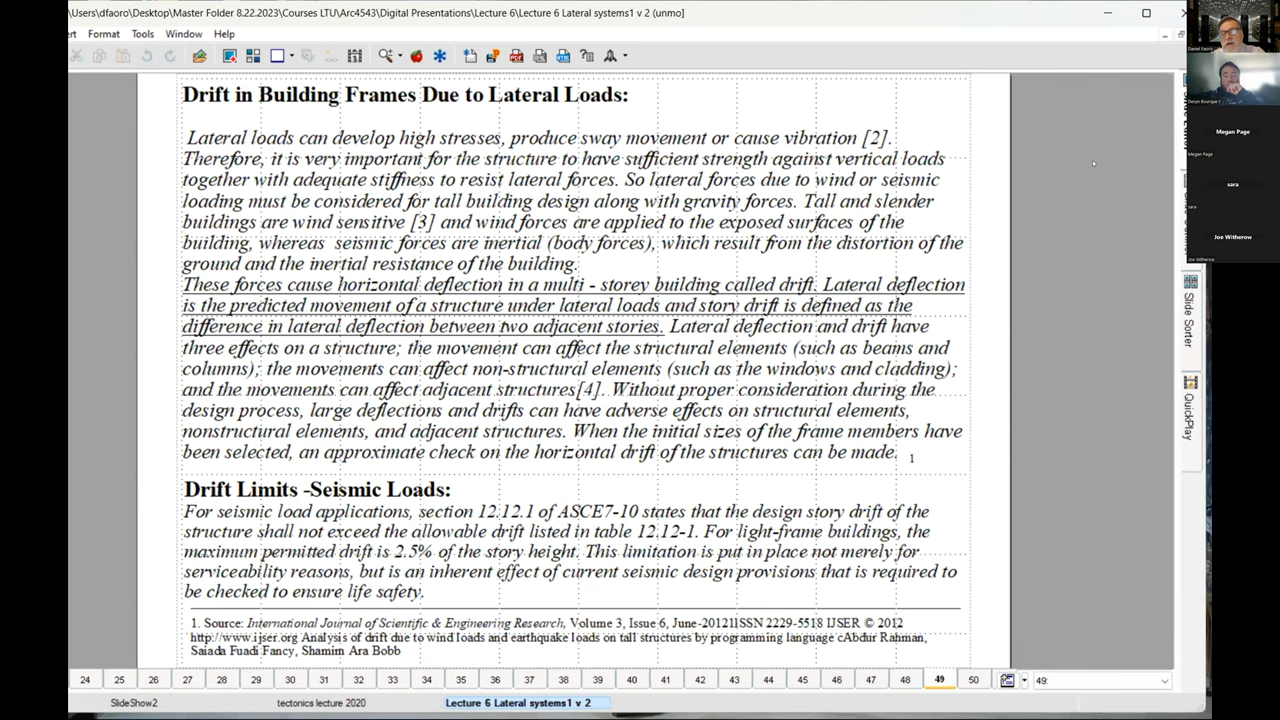 \Users\dfaoro\Desktop\Master Folder 8.22.2023\Courses LTU\Arc4543\Digital Presentations\Lecture 6\Lecture 6 Lateral systems1 v 2 (unmo)
ert Format Tools Window Help
Drift in Building Frames Due to Lateral Loads:
Lateral loads can develop high stresses, produce sway movement or cause vibration [2].
Therefore, it is very important for the structure to have sufficient strength against vertical loads
together with adequate stiffness to resist lateral forces. So lateral forces due to wind or seismic
loading must be considered for tall building design along with gravity forces. Tall and slender
buildings are wind sensitive [3] and wind forces are applied to the exposed surfaces of the
building, whereas seismic forces are inertial (body forces), which result from the distortion of the
ground and the inertial resistance of the building.
These forces cause horizontal deflection in a multi - storey building called drift. Lateral deflection
is the predicted movement of a structure under lateral loads and story drift is defined as the
difference in lateral deflection between two adjacent stories. Lateral deflection and drift have
three effects on a structure; the movement can affect the structural elements (such as beams and
columns); the movements can affect non-structural elements (such as the windows and cladding);
and the movements can affect adjacent structures[4]. Without proper consideration during the
design process, large deflections and drifts can have adverse effects on structural elements,
nonstructural elements, and adjacent structures. When the initial sizes of the frame members have
been selected, an approximate check on the horizontal drift of the structures can be made. 1
Drift Limits -Seismic Loads:
For seismic load applications, section 12.12.1 of ASCE7-10 states that the design story drift of the
structure shall not exceed the allowable drift listed in table 12.12-1. For light-frame buildings, the
maximum permitted drift is 2.5% of the story height. This limitation is put in place not merely for
serviceability reasons, but is an inherent effect of current seismic design provisions that is required to
be checked to ensure life safety.
1. Source: International Journal of Scientific & Engineering Research, Volume 3, Issue 6, June-20121ISSN 2229-5518 IJSER © 2012
http://www.ijser.org Analysis of drift due to wind loads and earthquake loads on tall structures by programming language cAbdur Rahman,
Saiada Fuadi Fancy, Shamim Ara Bobb
24 25 26 27 28 29 30 31 32 33 34 35 36 37 38 39 40 41 42 43 44 45 46 47 48 49 50 49:
SlideShow2 tectonics lecture 2020 Lecture 6 Lateral systems1 v 2
Daniel Faoro
Devyn Bourque
Megan Page
Megan Page
sara
sara
Joe Witherow
Joe Witherow
Slide Sorter
QuickPlay